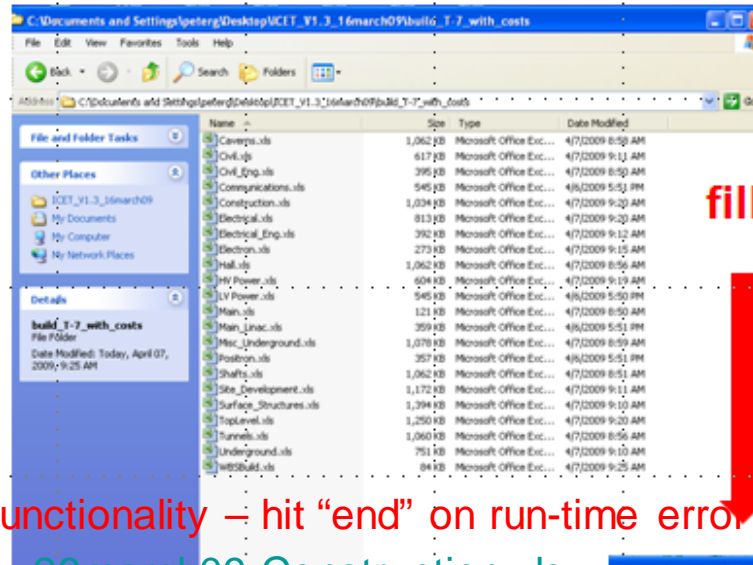 C:\Documents and Settings\peterg\Desktop\ICET_V1.3_16march09\build_T-7_with_costs
File Edit View Favorites Tools Help
Back Search Folders
Address C:\Documents and Settings\peterg\Desktop\ICET_V1.3_16march09\build_T-7_with_costs
Name Size Type Date Modified
File and Folder Tasks
Other Places
ICET_V1.3_16march09
My Documents
My Computer
My Network Places
Details
build_T-7_with_costs
File Folder
Date Modified: Today, April 07,
2009, 9:25 AM
Caverns.xls 1,062 KB Microsoft Office Exc... 4/7/2009 8:58 AM
Civil.xls 617 KB Microsoft Office Exc... 4/7/2009 9:11 AM
Civil_Eng.xls 395 KB Microsoft Office Exc... 4/7/2009 8:50 AM
Communications.xls 545 KB Microsoft Office Exc... 4/6/2009 5:51 PM
Construction.xls 1,034 KB Microsoft Office Exc... 4/7/2009 9:20 AM
Electrical.xls 813 KB Microsoft Office Exc... 4/7/2009 9:20 AM
Electrical_Eng.xls 392 KB Microsoft Office Exc... 4/7/2009 9:12 AM
Electron.xls 273 KB Microsoft Office Exc... 4/7/2009 9:15 AM
Hall.xls 1,062 KB Microsoft Office Exc... 4/7/2009 8:56 AM
HV Power.xls 604 KB Microsoft Office Exc... 4/7/2009 9:19 AM
LV Power.xls 545 KB Microsoft Office Exc... 4/6/2009 5:50 PM
Main.xls 121 KB Microsoft Office Exc... 4/7/2009 8:50 AM
Main_Linac.xls 359 KB Microsoft Office Exc... 4/6/2009 5:51 PM
Misc_Underground.xls 1,078 KB Microsoft Office Exc... 4/7/2009 8:59 AM
Positron.xls 357 KB Microsoft Office Exc... 4/6/2009 5:51 PM
Shafts.xls 1,062 KB Microsoft Office Exc... 4/7/2009 8:51 AM
Site_Development.xls 1,172 KB Microsoft Office Exc... 4/7/2009 9:11 AM
Surface_Structures.xls 1,394 KB Microsoft Office Exc... 4/7/2009 9:10 AM
TopLevel.xls 1,250 KB Microsoft Office Exc... 4/7/2009 9:20 AM
Tunnels.xls 1,060 KB Microsoft Office Exc... 4/7/2009 8:56 AM
Underground.xls 751 KB Microsoft Office Exc... 4/7/2009 9:10 AM
WBSBuild.xls 84 KB Microsoft Office Exc... 4/7/2009 9:25 AM
fill
unctionality – hit “end” on run-time error